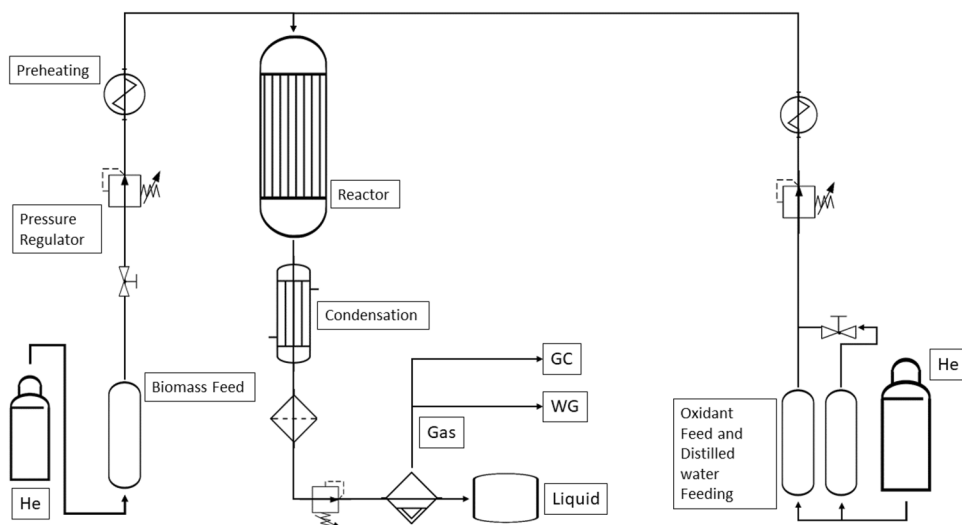 Preheating
Pressure
Regulator
He
Biomass Feed
Reactor
Condensation
GC
WG
Gas
Liquid
Oxidant
Feed and
Distilled
water
Feeding
He